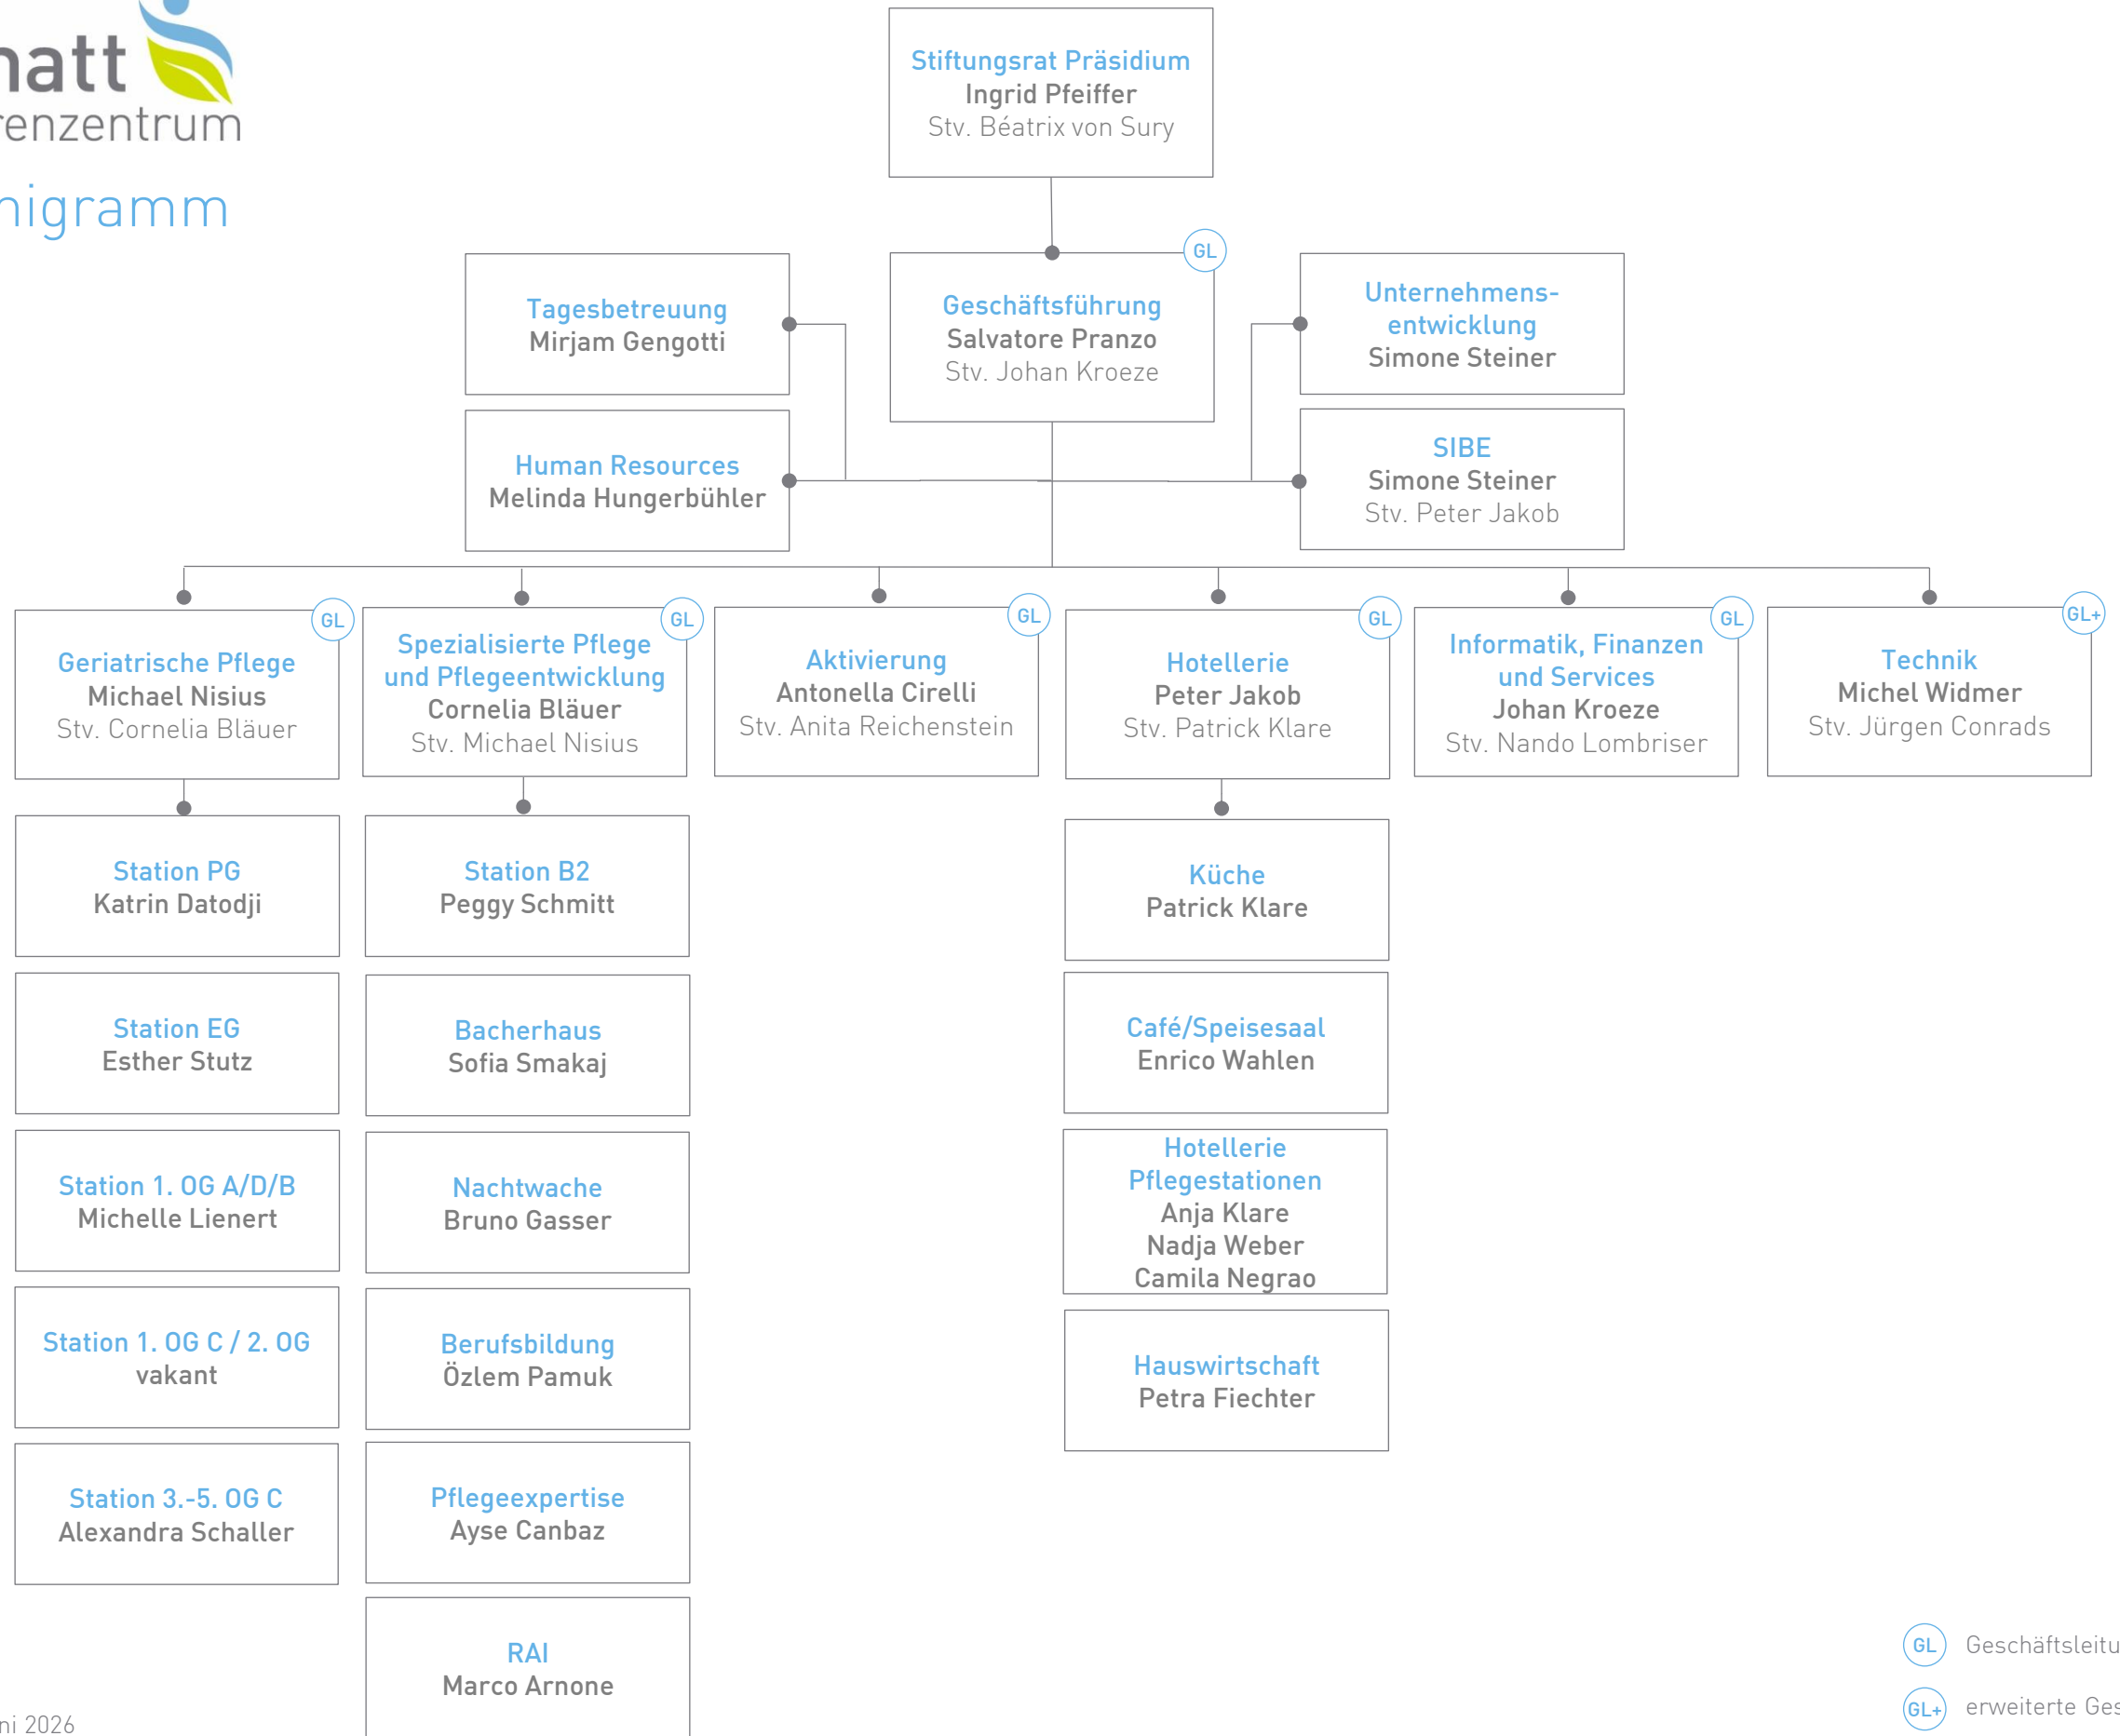 natt
renzentrum
nigramm
Stiftungsrat Präsidium
Ingrid Pfeiffer
Stv. Béatrix von Sury
Tagesbetreuung
Mirjam Gengotti
GL
Geschäftsführung
Salvatore Pranzo
Stv. Johan Kroeze
Unternehmens-
entwicklung
Simone Steiner
Human Resources
Melinda Hungerbühler
SIBE
Simone Steiner
Stv. Peter Jakob
GL
Geriatrische Pflege
Michael Nisius
Stv. Cornelia Bläuer
GL
Spezialisierte Pflege
und Pflegeentwicklung
Cornelia Bläuer
Stv. Michael Nisius
GL
Aktivierung
Antonella Cirelli
Stv. Anita Reichenstein
GL
Hotellerie
Peter Jakob
Stv. Patrick Klare
GL
Informatik, Finanzen
und Services
Johan Kroeze
Stv. Nando Lombriser
GL+
Technik
Michel Widmer
Stv. Jürgen Conrads
Station PG
Katrin Datodji
Station EG
Esther Stutz
Station 1. OG A/D/B
Michelle Lienert
Station 1. OG C / 2. OG
vakant
Station 3.-5. OG C
Alexandra Schaller
Station B2
Peggy Schmitt
Bacherhaus
Sofia Smakaj
Nachtwache
Bruno Gasser
Berufsbildung
Özlem Pamuk
Pflegeexpertise
Ayse Canbaz
RAI
Marco Arnone
Küche
Patrick Klare
Café/Speisesaal
Enrico Wahlen
Hotellerie
Pflegestationen
Anja Klare
Nadja Weber
Camila Negrao
Hauswirtschaft
Petra Fiechter
GL Geschäftsleitu
GL+ erweiterte Ges
ni 2026